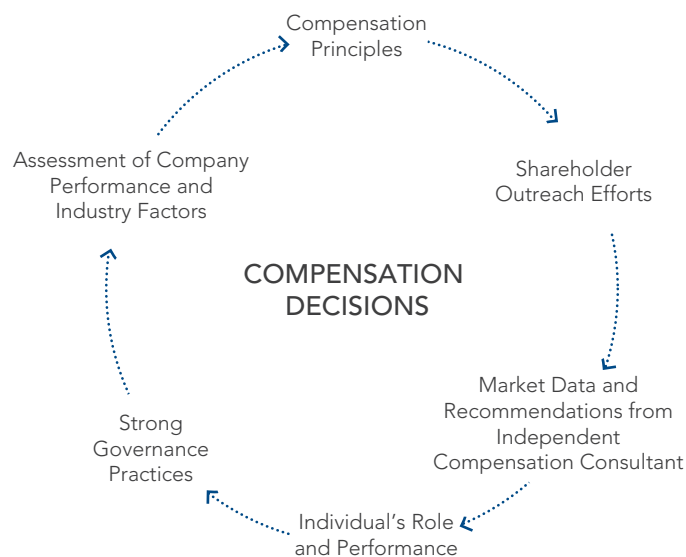 Compensation
Principles
Shareholder
Outreach Efforts
Market Data and
Recommendations from
Independent
Compensation Consultant
Individual’s Role
and Performance
Strong
Governance
Practices
Assessment of Company
Performance and
Industry Factors
COMPENSATION
DECISIONS